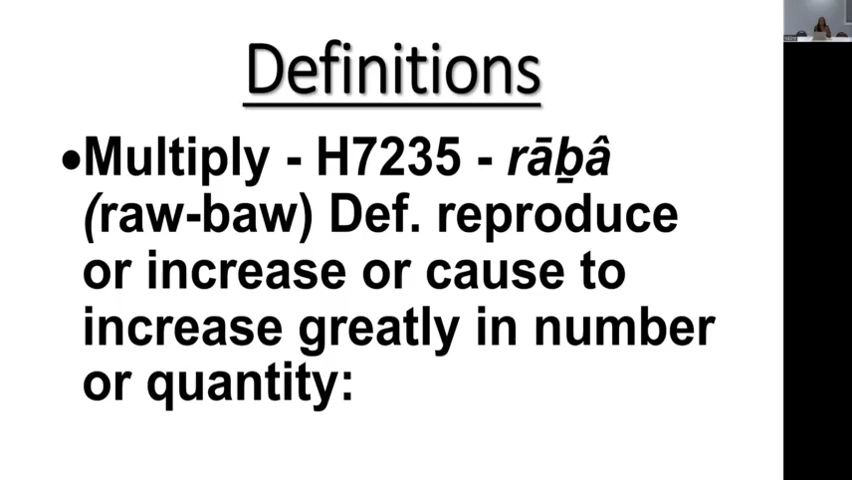 Definitions
•Multiply - H7235 - rāḇâ
(raw-baw) Def. reproduce
or increase or cause to
increase greatly in number
or quantity: